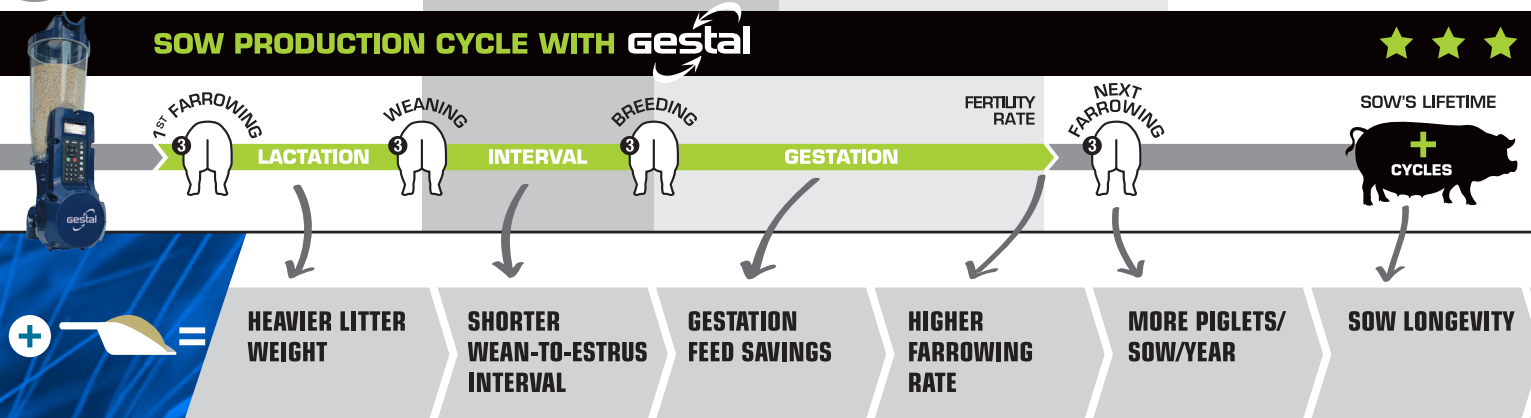 SOW PRODUCTION CYCLE WITH Gestal
1ST FARROWING
WEANING
BREEDING
FERTILITY
RATE
NEXT
FARROWING
SOW'S LIFETIME
3
3
3
3
LACTATION
INTERVAL
GESTATION
+
CYCLES
Gestal
+
=
HEAVIER LITTER
WEIGHT
SHORTER
WEAN-TO-ESTRUS
INTERVAL
GESTATION
FEED SAVINGS
HIGHER
FARROWING
RATE
MORE PIGLETS/
SOW/YEAR
SOW LONGEVITY